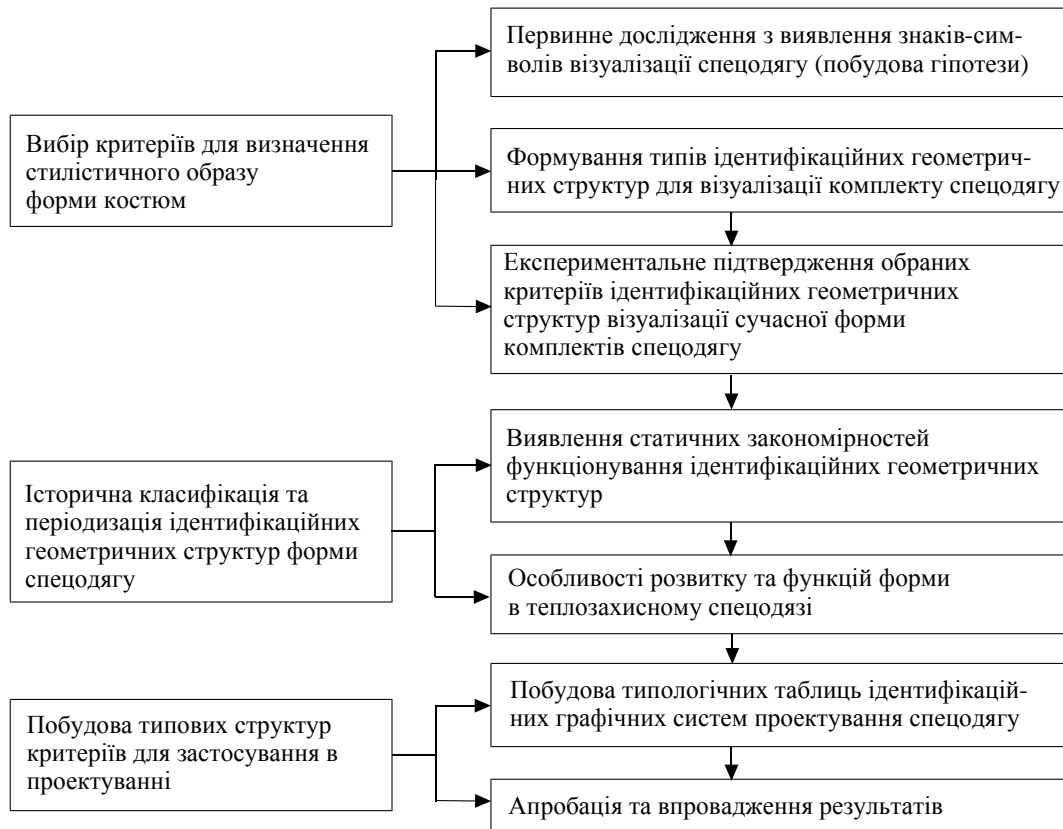 Первинне дослідження з виявлення знаків-сим-
волів візуалізації спецодягу (побудова гіпотези)
Вибір критеріїв для визначення
стилістичного образу
форми костюм
Формування типів ідентифікаційних геометрич-
них структур для візуалізації комплекту спецодягу
Експериментальне підтвердження обраних
критеріїв ідентифікаційних геометричних
структур візуалізації сучасної форми
комплектів спецодягу
Історична класифікація та
періодизація ідентифікаційних
геометричних структур форми
спецодягу
Виявлення статичних закономірностей
функціонування ідентифікаційних геометричних
структур
Особливості розвитку та функцій форми
в теплозахисному спецодязі
Побудова типових структур
критеріїв для застосування в
проектуванні
Побудова типологічних таблиць ідентифікацій-
них графічних систем проектування спецодягу
Апробація та впровадження результатів